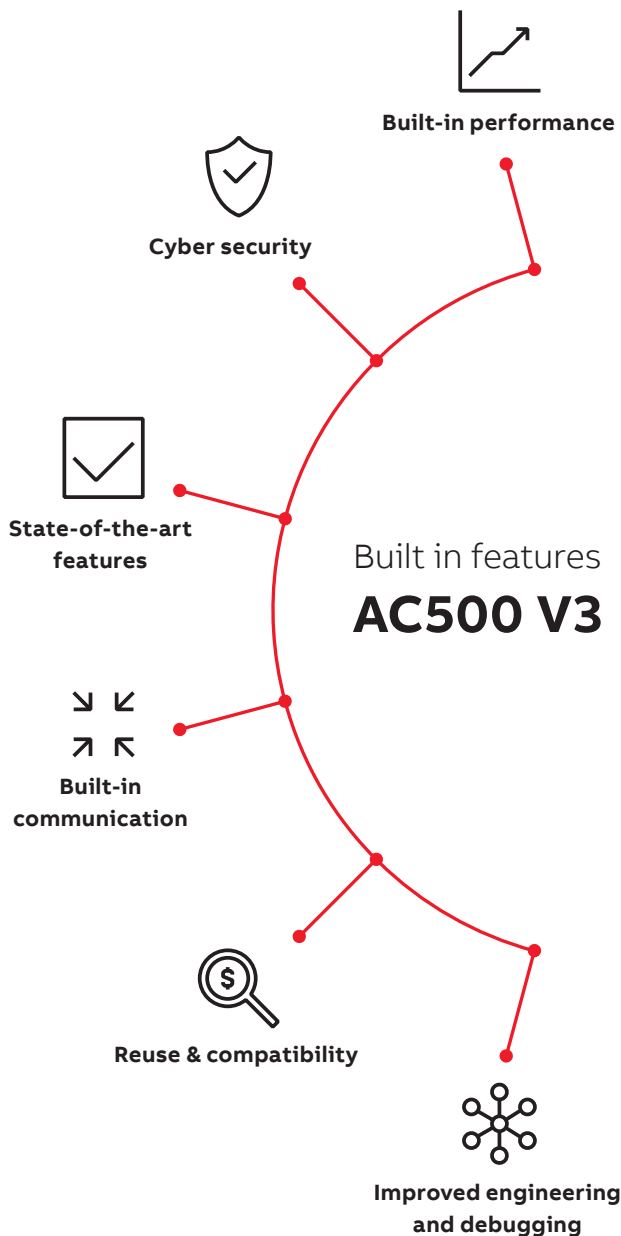 Built-in performance
Cyber security
State-of-the-art
features
Built in features
AC500 V3
Built-in
communication
$
Reuse & compatibility
Improved engineering
and debugging